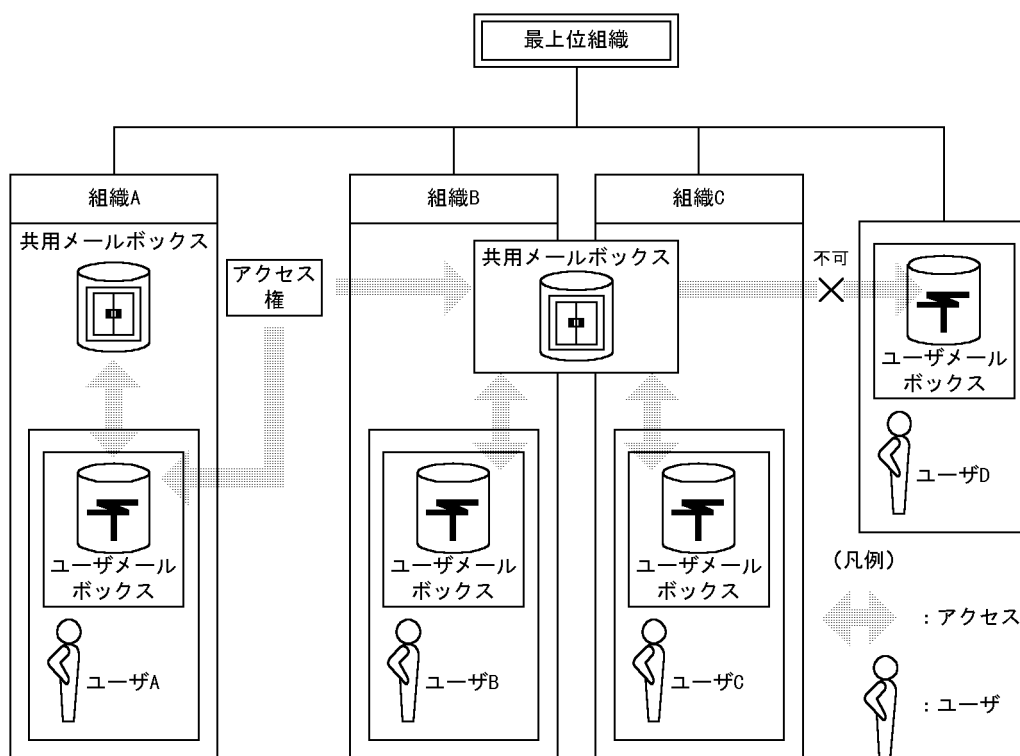 最上位組織
組織A
組織B
組織C
共用メールボックス
アクセス
権
共用メールボックス
不可
ユーザメール
ボックス
ユーザD
ユーザメール
ボックス
ユーザA
ユーザメール
ボックス
ユーザB
ユーザメール
ボックス
ユーザC
(凡例)
:アクセス
:ユーザ